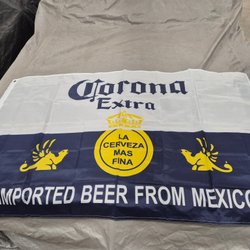 Corona
Extra
LA
CERVEZA
MAS
FINA
IMPORTED BEER FROM MEXICO